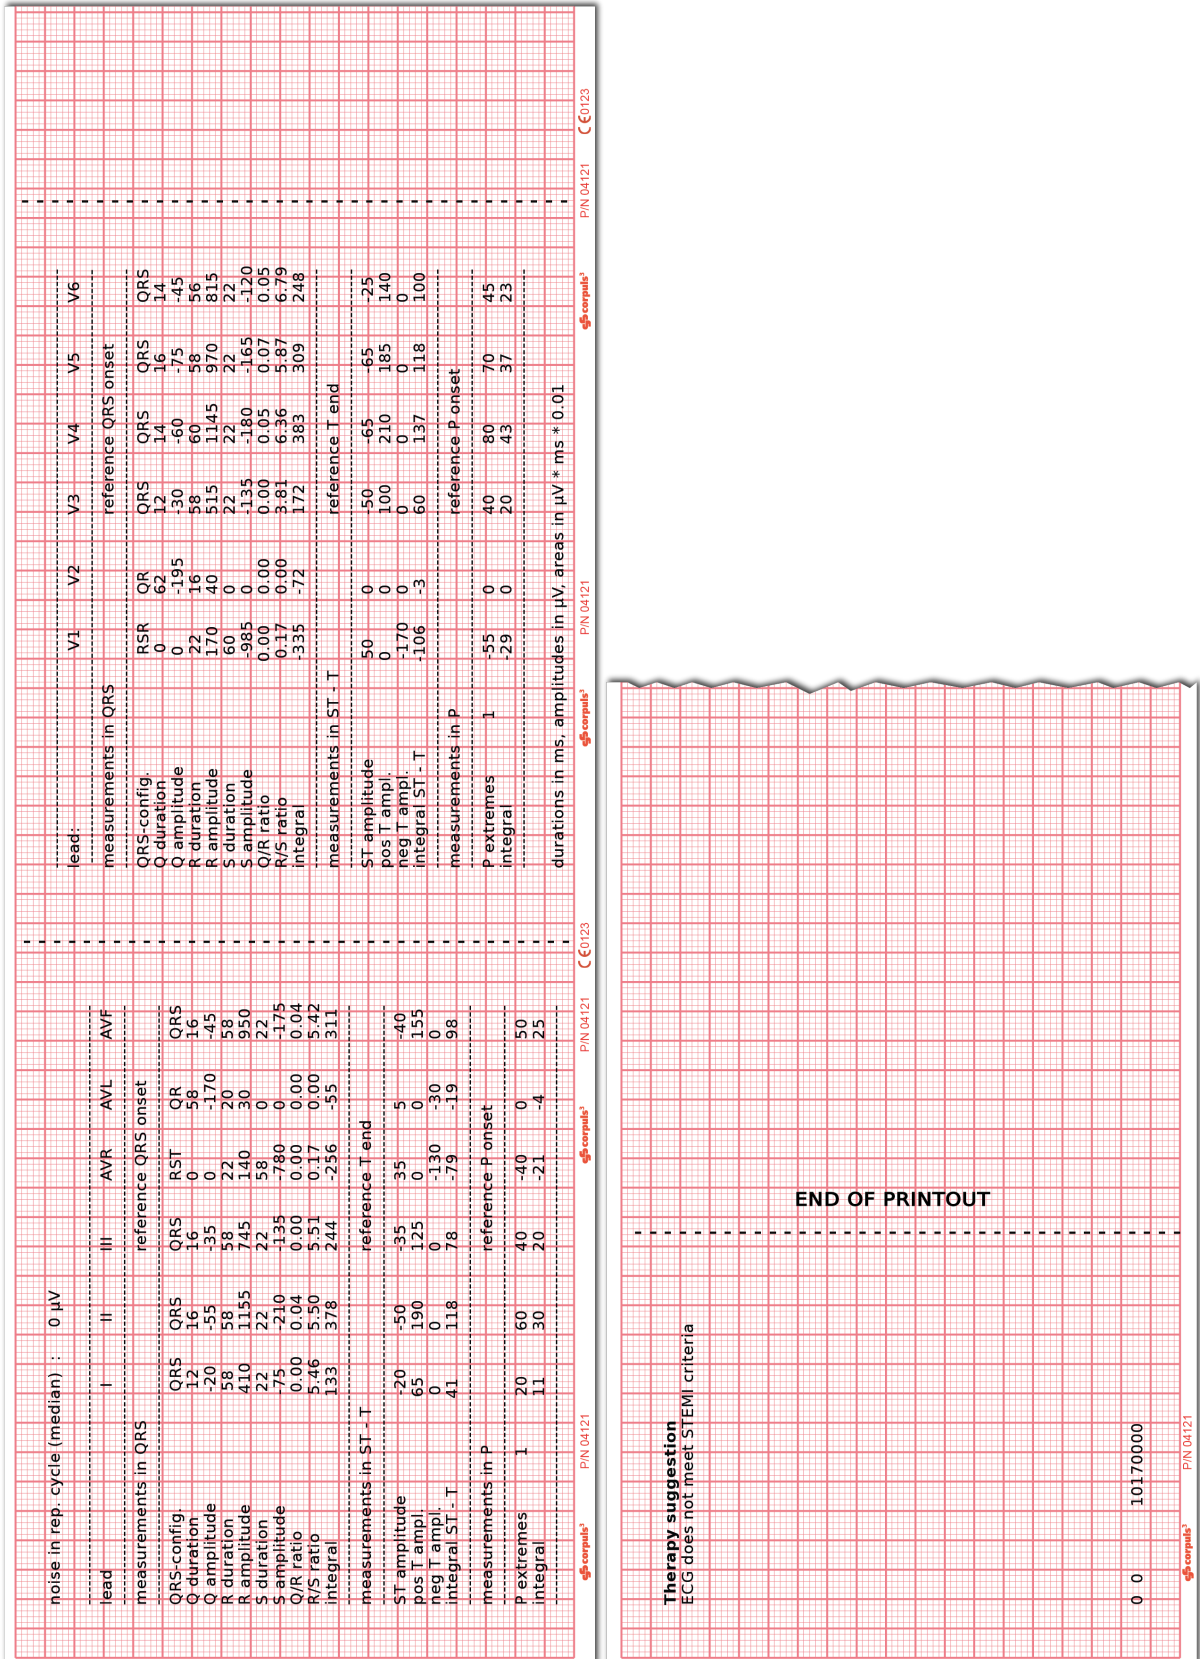 noise in rep. cycle (median) : 0 µV
lead I II III AVR AVL AVF
measurements in QRS reference QRS onset
QRS-config. QRS QRS QRS RST QR QRS
Q duration 12 16 16 0 58 16
Q amplitude -20 -55 -35 0 -170 -45
R duration 58 58 58 22 20 58
R amplitude 410 1155 745 140 30 950
S duration 22 22 22 58 0 22
S amplitude -75 -210 -135 -780 0 -175
Q/R ratio 0.00 0.04 0.00 0.00 0.00 0.04
R/S ratio 5.46 5.50 5.51 0.17 0.00 5.42
integral 133 378 244 -256 -55 311
measurements in ST - T reference T end
ST amplitude -20 -50 -35 35 5 -40
pos T ampl. 65 190 125 0 0 155
neg T ampl. 0 0 0 -130 -30 0
integral ST - T 41 118 78 -79 -19 98
measurements in P reference P onset
P extremes 1 20 60 40 -40 0 50
integral 11 30 20 -21 -4 25
corpuls³ P/N 04121 corpuls³ P/N 04121 CE0123
lead: V1 V2 V3 V4 V5 V6
measurements in QRS reference QRS onset
QRS-config. RSR QR QRS QRS QRS QRS
Q duration 0 62 12 14 16 14
Q amplitude 0 -195 -30 -60 -75 -45
R duration 22 16 58 60 58 56
R amplitude 170 40 515 1145 970 815
S duration 60 0 22 22 22 22
S amplitude -985 0 -135 -180 -165 -120
Q/R ratio 0.00 0.00 0.00 0.05 0.07 0.05
R/S ratio 0.17 0.00 3.81 6.36 5.87 6.79
integral -335 -72 172 383 309 248
measurements in ST - T reference T end
ST amplitude 50 0 -50 -65 -65 -25
pos T ampl. 0 0 100 210 185 140
neg T ampl. -170 0 0 0 0 0
integral ST - T -106 -3 60 137 118 100
measurements in P reference P onset
P extremes 1 -55 0 40 80 70 45
integral -29 0 20 43 37 23
durations in ms, amplitudes in µV, areas in µV * ms * 0.01
corpuls³ P/N 04121 corpuls³ P/N 04121 CE0123
Therapy suggestion
ECG does not meet STEMI criteria
0 0 10170000
corpuls³ P/N 04121
END OF PRINTOUT